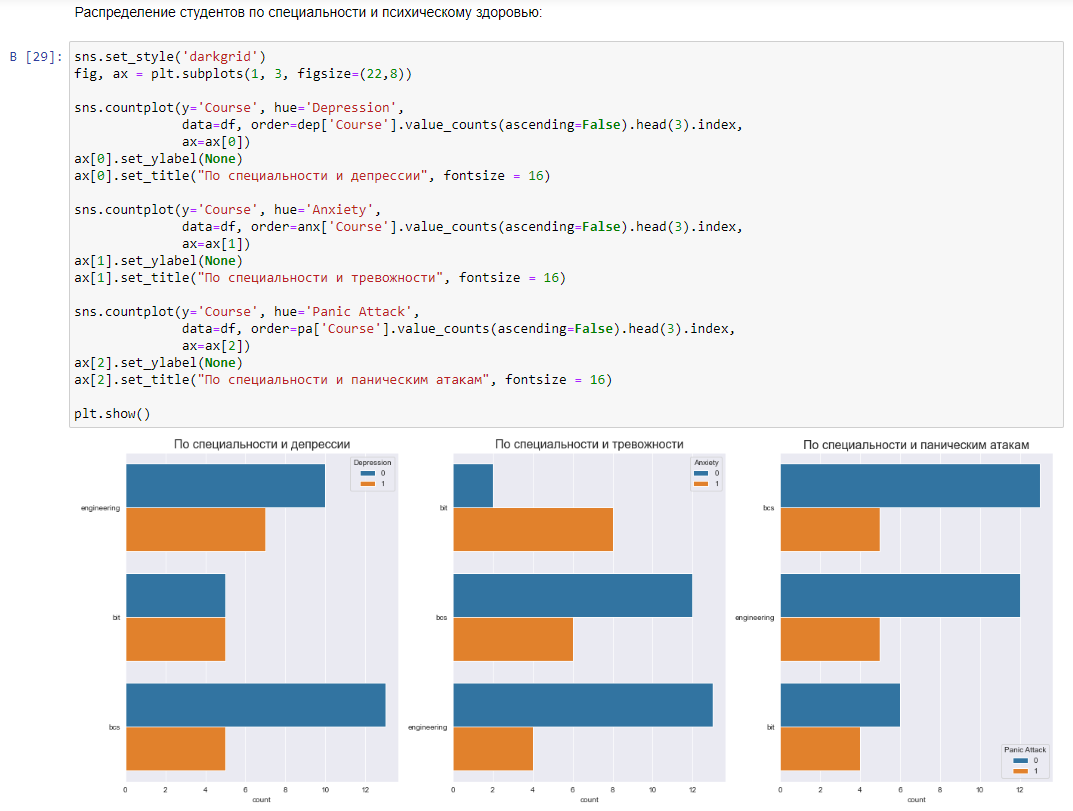 Распределение студентов по специальности и психическому здоровью:
В [29]:
sns.set_style('darkgrid')
fig, ax = plt.subplots(1, 3, figsize=(22,8))
sns.countplot(y='Course', hue='Depression',
data=df, order=dep['Course'].value_counts(ascending=False).head(3).index,
ax=ax[0])
ax[0].set_ylabel(None)
ax[0].set_title("По специальности и депрессии", fontsize = 16)
sns.countplot(y='Course', hue='Anxiety',
data=df, order=anx['Course'].value_counts(ascending=False).head(3).index,
ax=ax[1])
ax[1].set_ylabel(None)
ax[1].set_title("По специальности и тревожности", fontsize = 16)
sns.countplot(y='Course', hue='Panic Attack',
data=df, order=pa['Course'].value_counts(ascending=False).head(3).index,
ax=ax[2])
ax[2].set_ylabel(None)
ax[2].set_title("По специальности и паническим атакам", fontsize = 16)
plt.show()
По специальности и депрессии
Depression
0
1
engineering
bit
bcs
0 2 4 6 8 10 12
count
По специальности и тревожности
Anxiety
0
1
bit
bcs
engineering
0 2 4 6 8 10 12
count
По специальности и паническим атакам
bcs
engineering
bit
Panic Attack
0
1
0 2 4 6 8 10 12
count